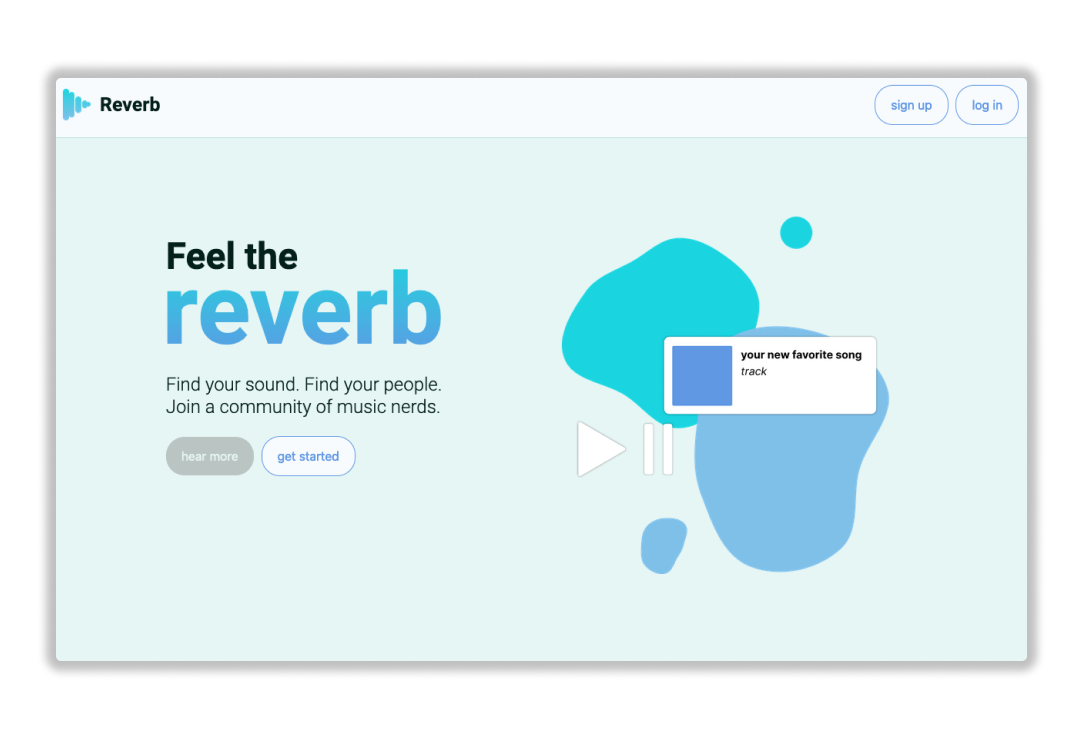 Reverb
sign up
log in
Feel the
reverb
Find your sound. Find your people.
Join a community of music nerds.
hear more
get started
your new favorite song
track